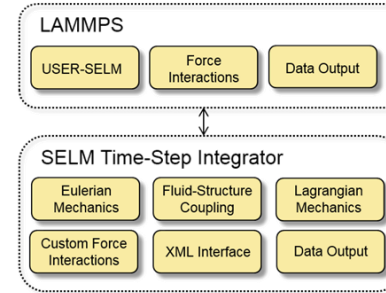 LAMMPS
USER-SELM
Force
Interactions
Data Output
SELM Time-Step Integrator
Eulerian
Mechanics
Fluid-Structure
Coupling
Lagrangian
Mechanics
Custom Force
Interactions
XML Interface
Data Output